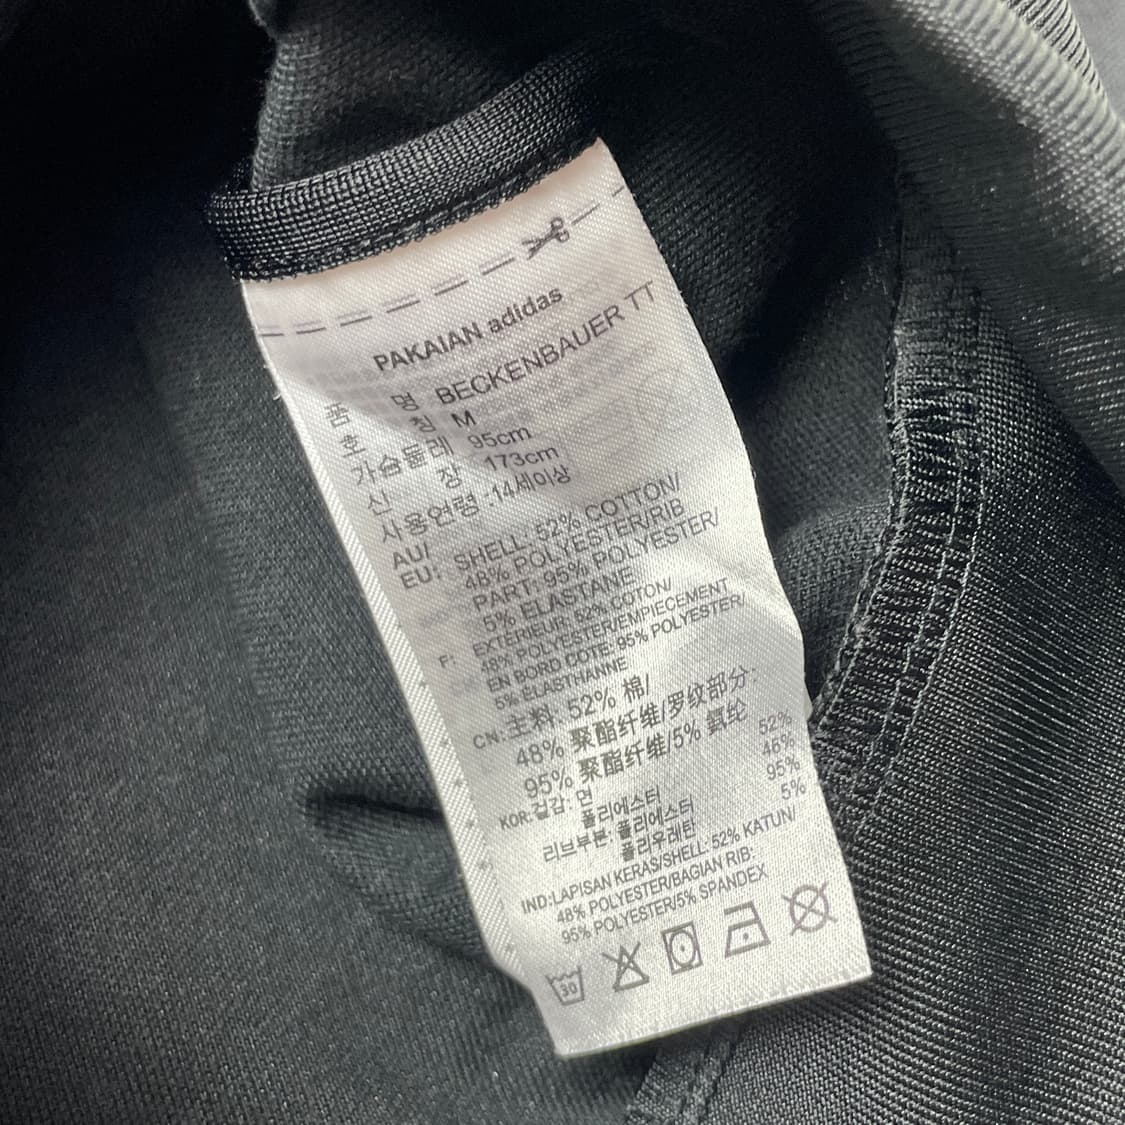 PAKAIAN adidas
품 명 BECKENBAUER TT
호 칭 M
가슴둘레 95cm
신 장 173cm
사용연령 :14세이상
AU/
EU: SHELL: 52% COTTON/
48% POLYESTER/RIB
PART: 95% POLYESTER/
5% ELASTANE
F: EXTÉRIEUR: 52% COTON/
48% POLYESTER/EMPIECEMENT
EN BORD COTE: 95% POLYESTER/
5% ÉLASTHANNE
CN: 主料: 52% 棉/
48% 聚酯纤维/罗纹部分:
95% 聚酯纤维/5% 氨纶
KOR:겉감: 면 52%
폴리에스터 48%
리브부분: 폴리에스터 95%
폴리우레탄 5%
IND:LAPISAN KERAS/SHELL: 52% KATUN/
48% POLYESTER/BAGIAN RIB:
95% POLYESTER/5% SPANDEX
30